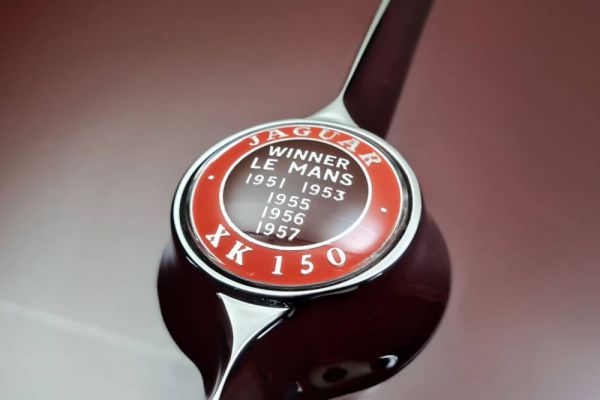 JAGUAR
WINNER
LE MANS
1951 1953
1955
1956
1957
XK 150